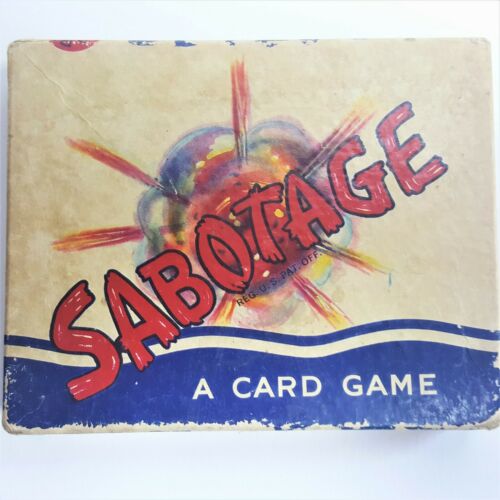 SABOTAGE
REG. U.S. PAT. OFF.
A CARD GAME